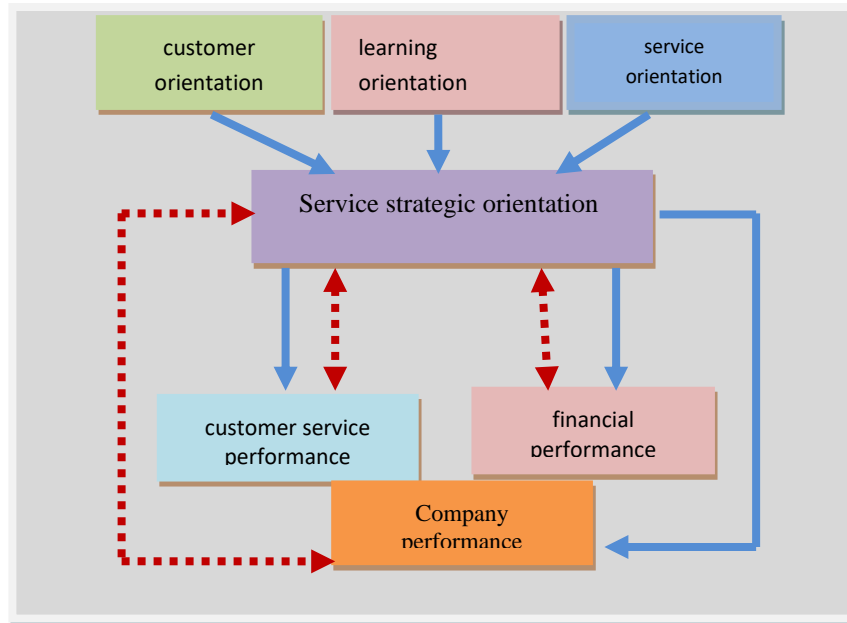 customer
orientation
learning
orientation
service
orientation
Service strategic orientation
customer service
performance
financial
performance
Company
performance